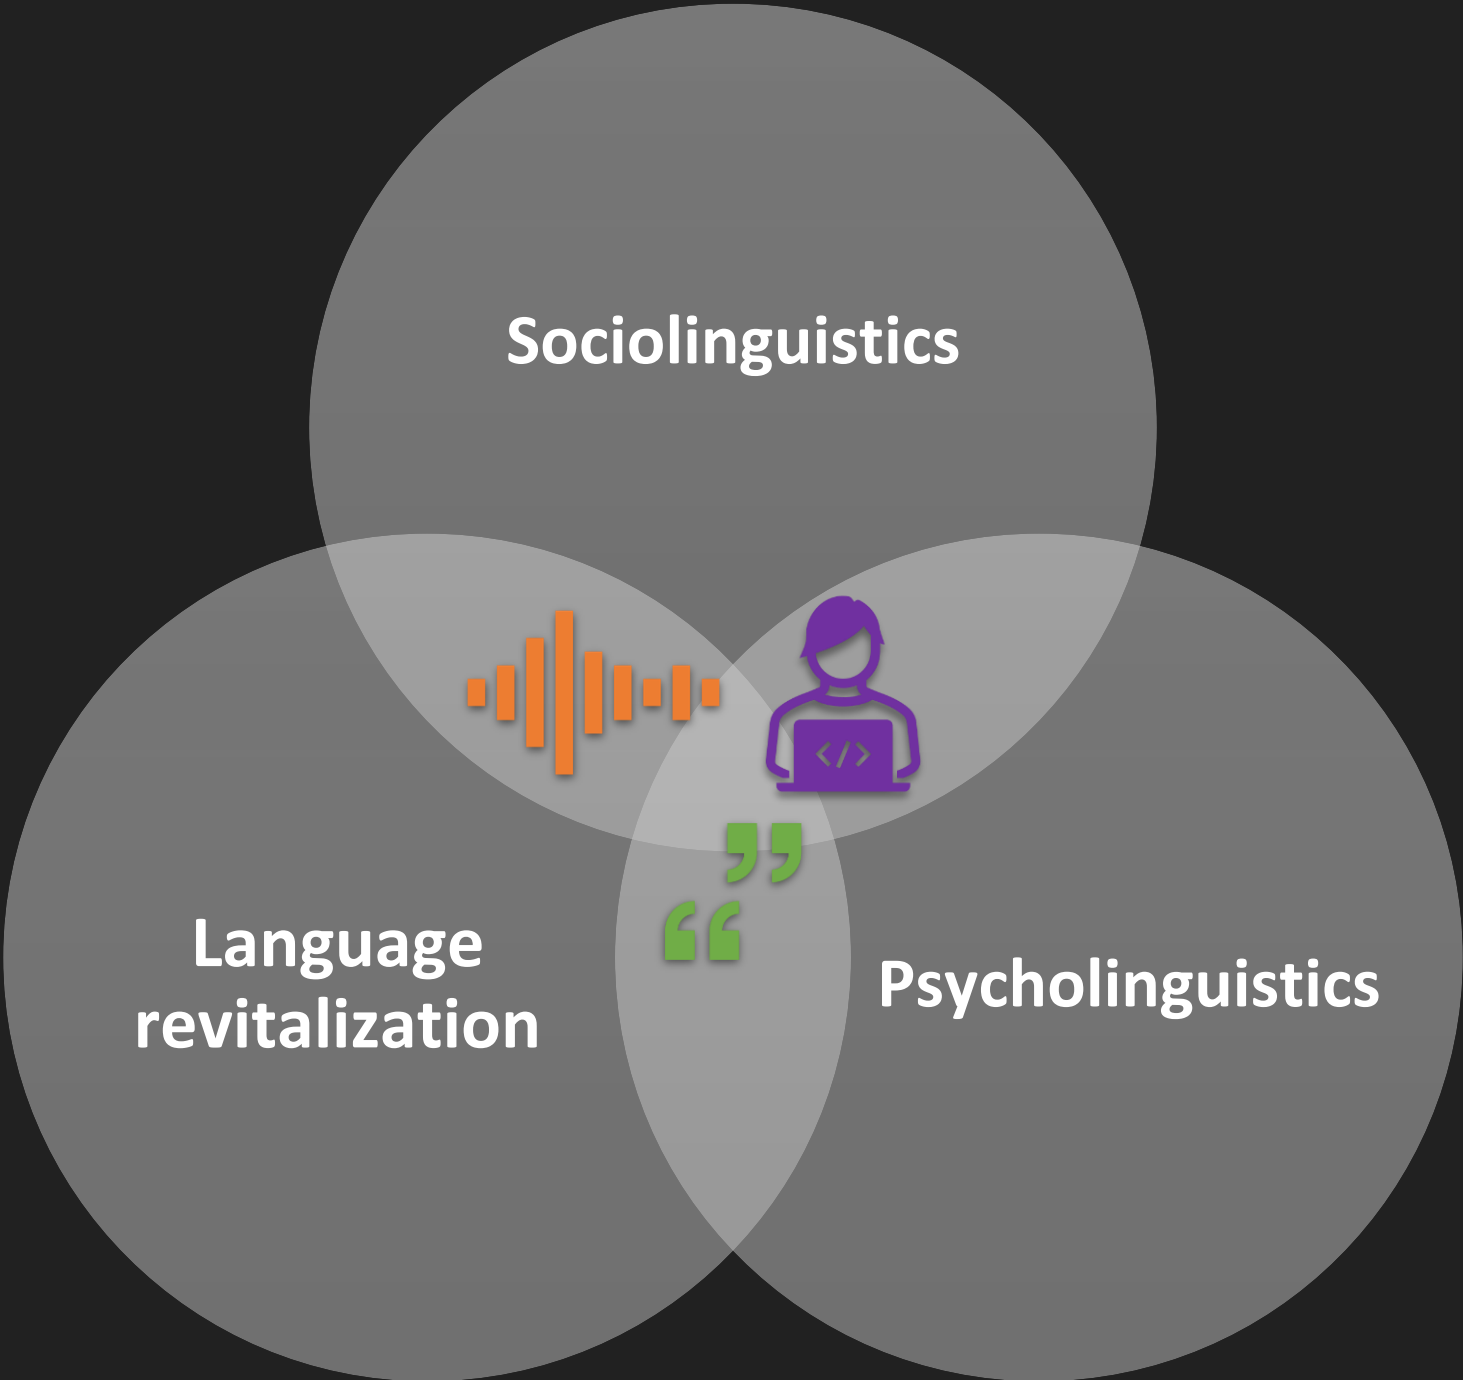 Sociolinguistics
Language
revitalization
Psycholinguistics
</>
” 
“